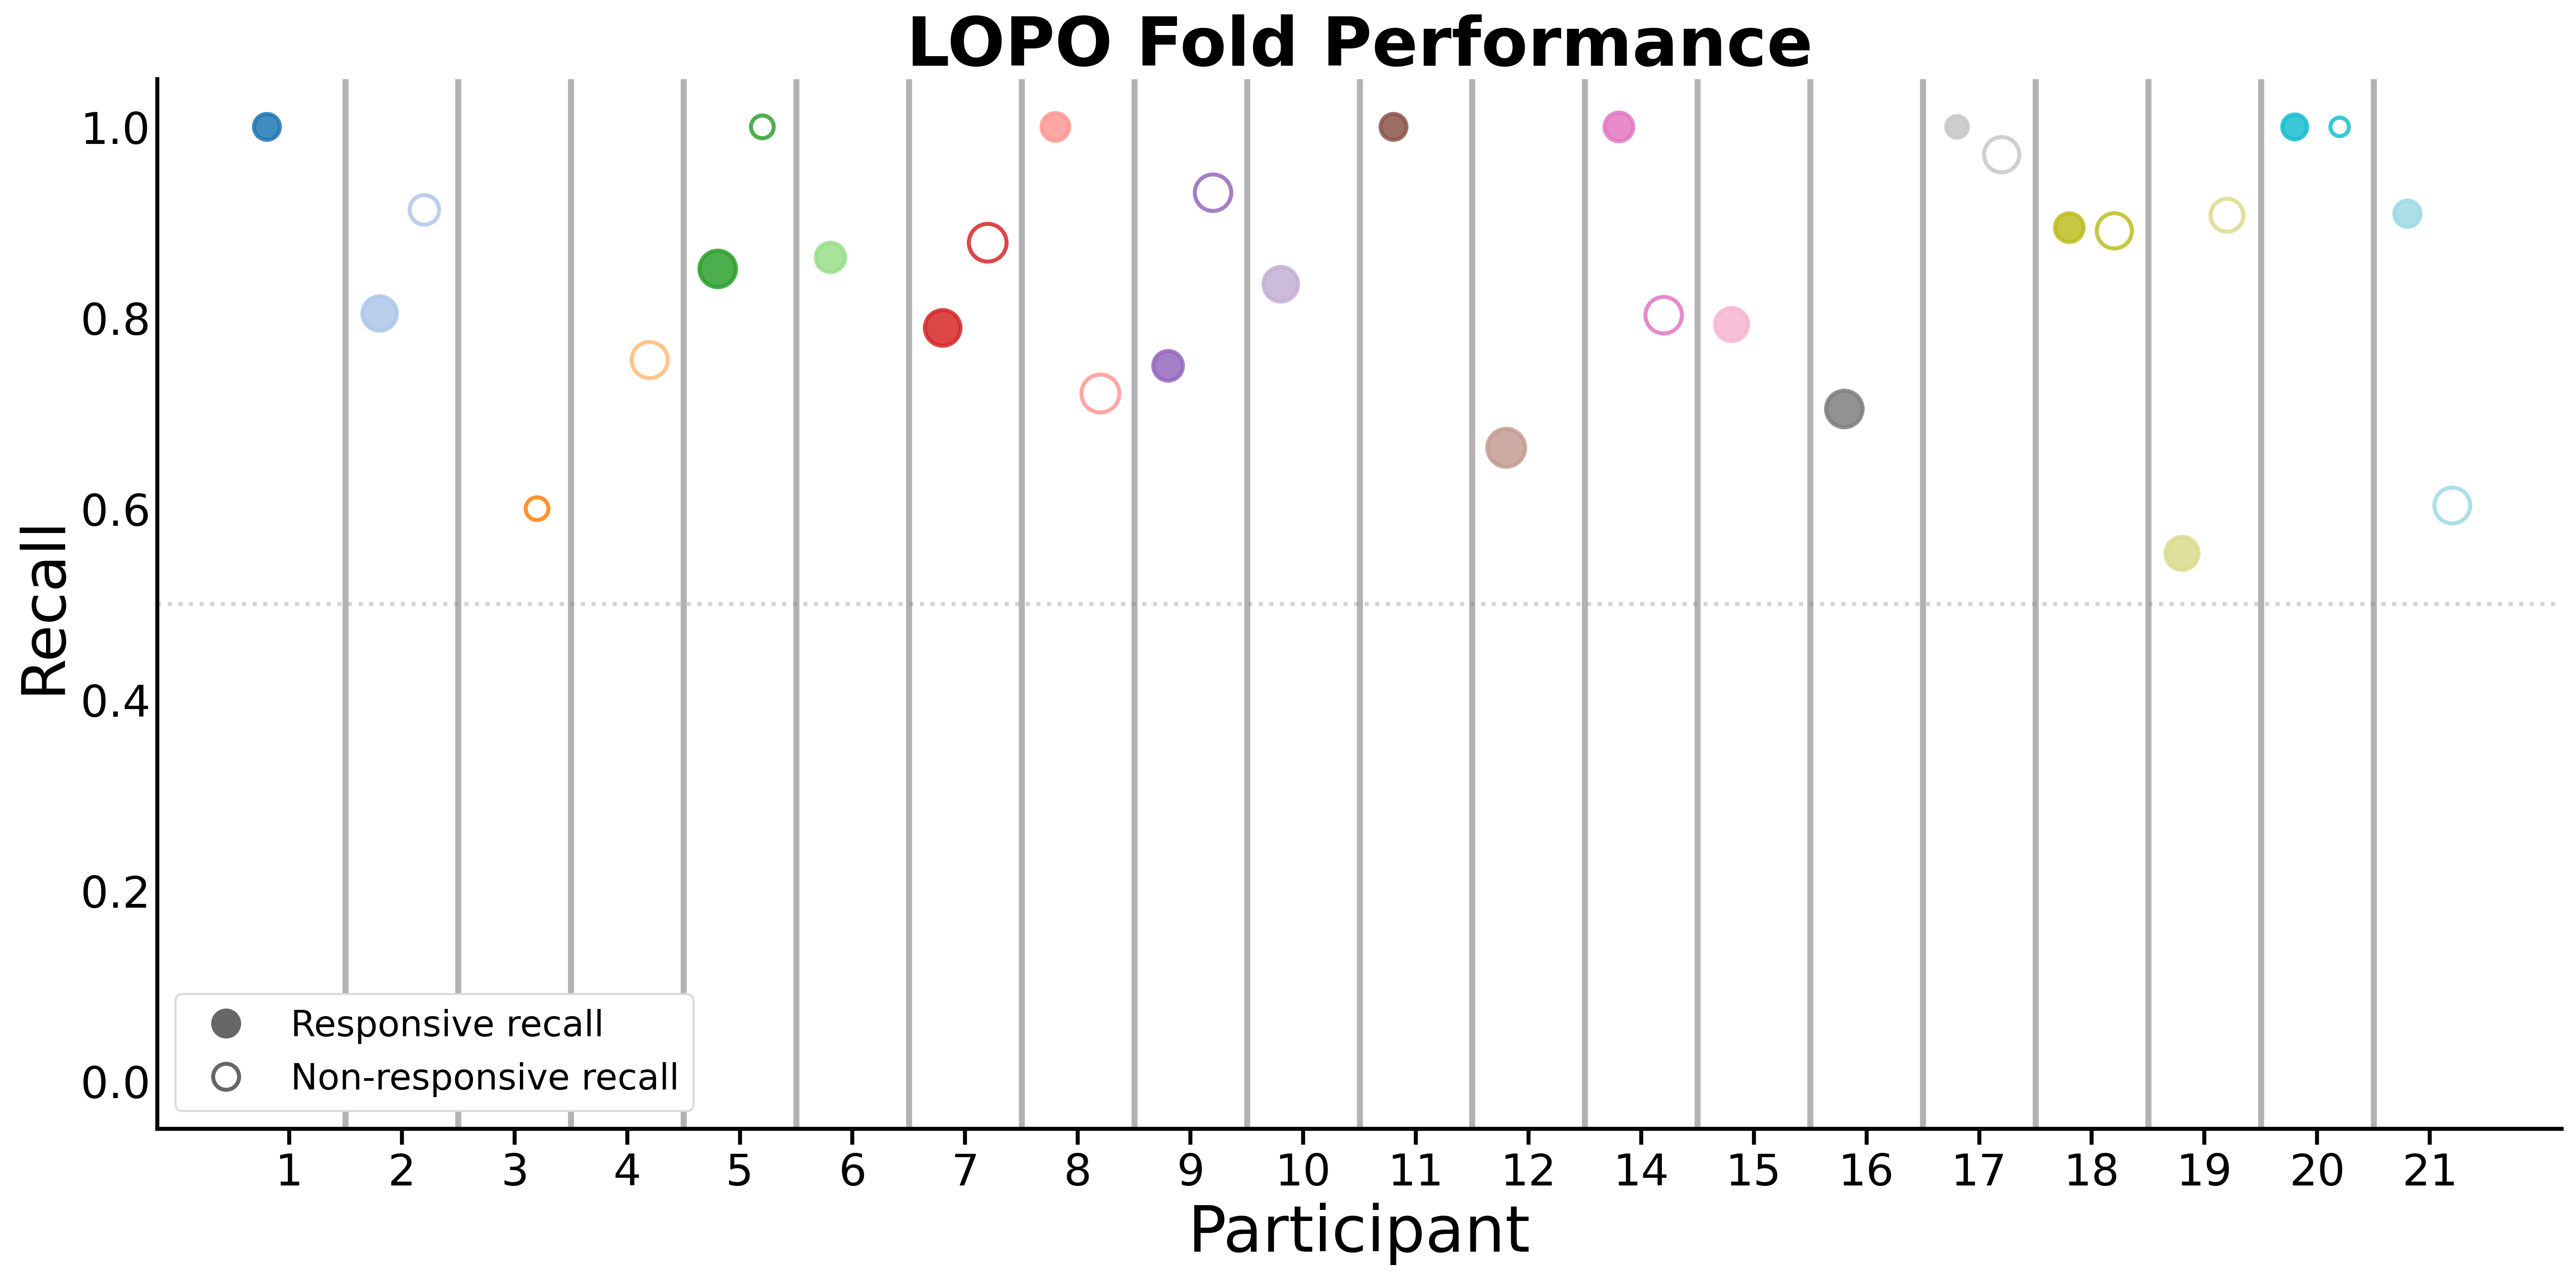 LOPO Fold Performance
1.0
0.8
0.6
0.4
0.2
0.0
Recall
Responsive recall
Non-responsive recall
1 2 3 4 5 6 7 8 9 10 11 12 14 15 16 17 18 19 20 21
Participant